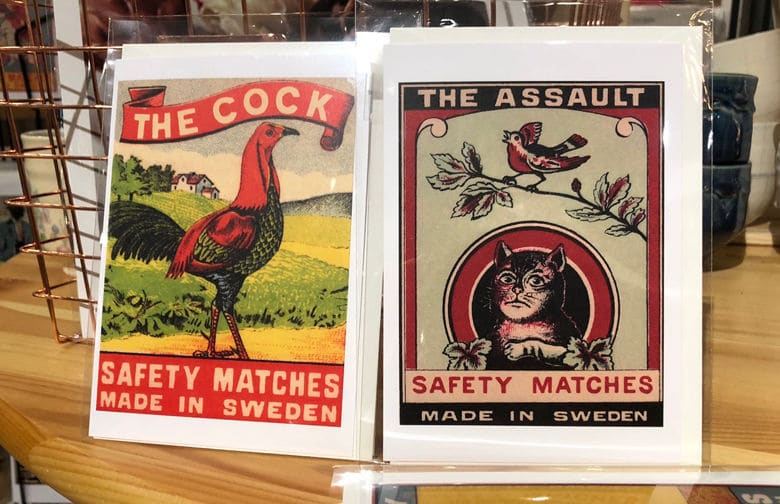 THE COCK
SAFETY MATCHES
MADE IN SWEDEN
THE ASSAULT
SAFETY MATCHES
MADE IN SWEDEN